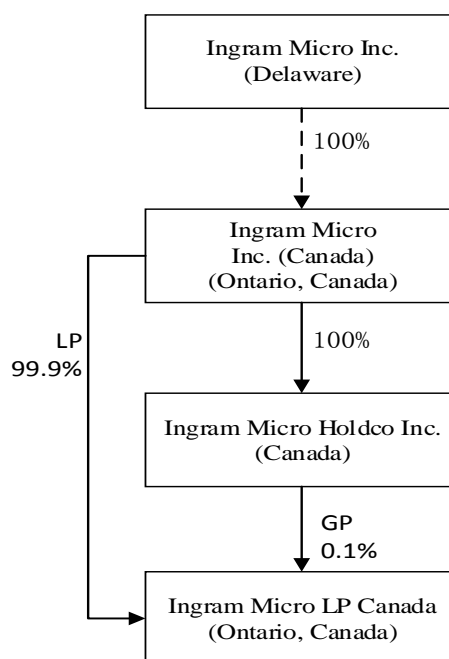 Ingram Micro Inc.
(Delaware)
100%
Ingram Micro
Inc. (Canada)
(Ontario, Canada)
LP
99.9%
100%
Ingram Micro Holdco Inc.
(Canada)
GP
0.1%
Ingram Micro LP Canada
(Ontario, Canada)